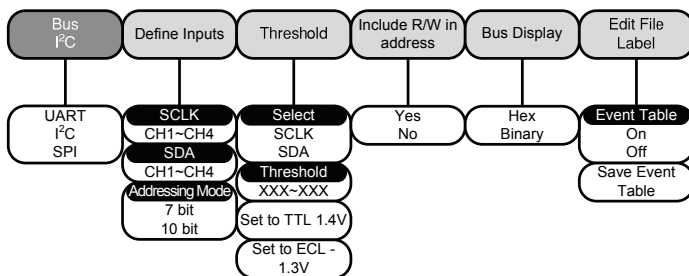 Bus
I²C
Define Inputs
Threshold
Include R/W in
address
Bus Display
Edit File
Label
UART
I²C
SPI
SCLK
CH1~CH4
SDA
CH1~CH4
Addressing Mode
7 bit
10 bit
Select
SCLK
SDA
Threshold
XXX~XXX
Set to TTL 1.4V
Set to ECL -
1.3V
Yes
No
Hex
Binary
Event Table
On
Off
Save Event
Table